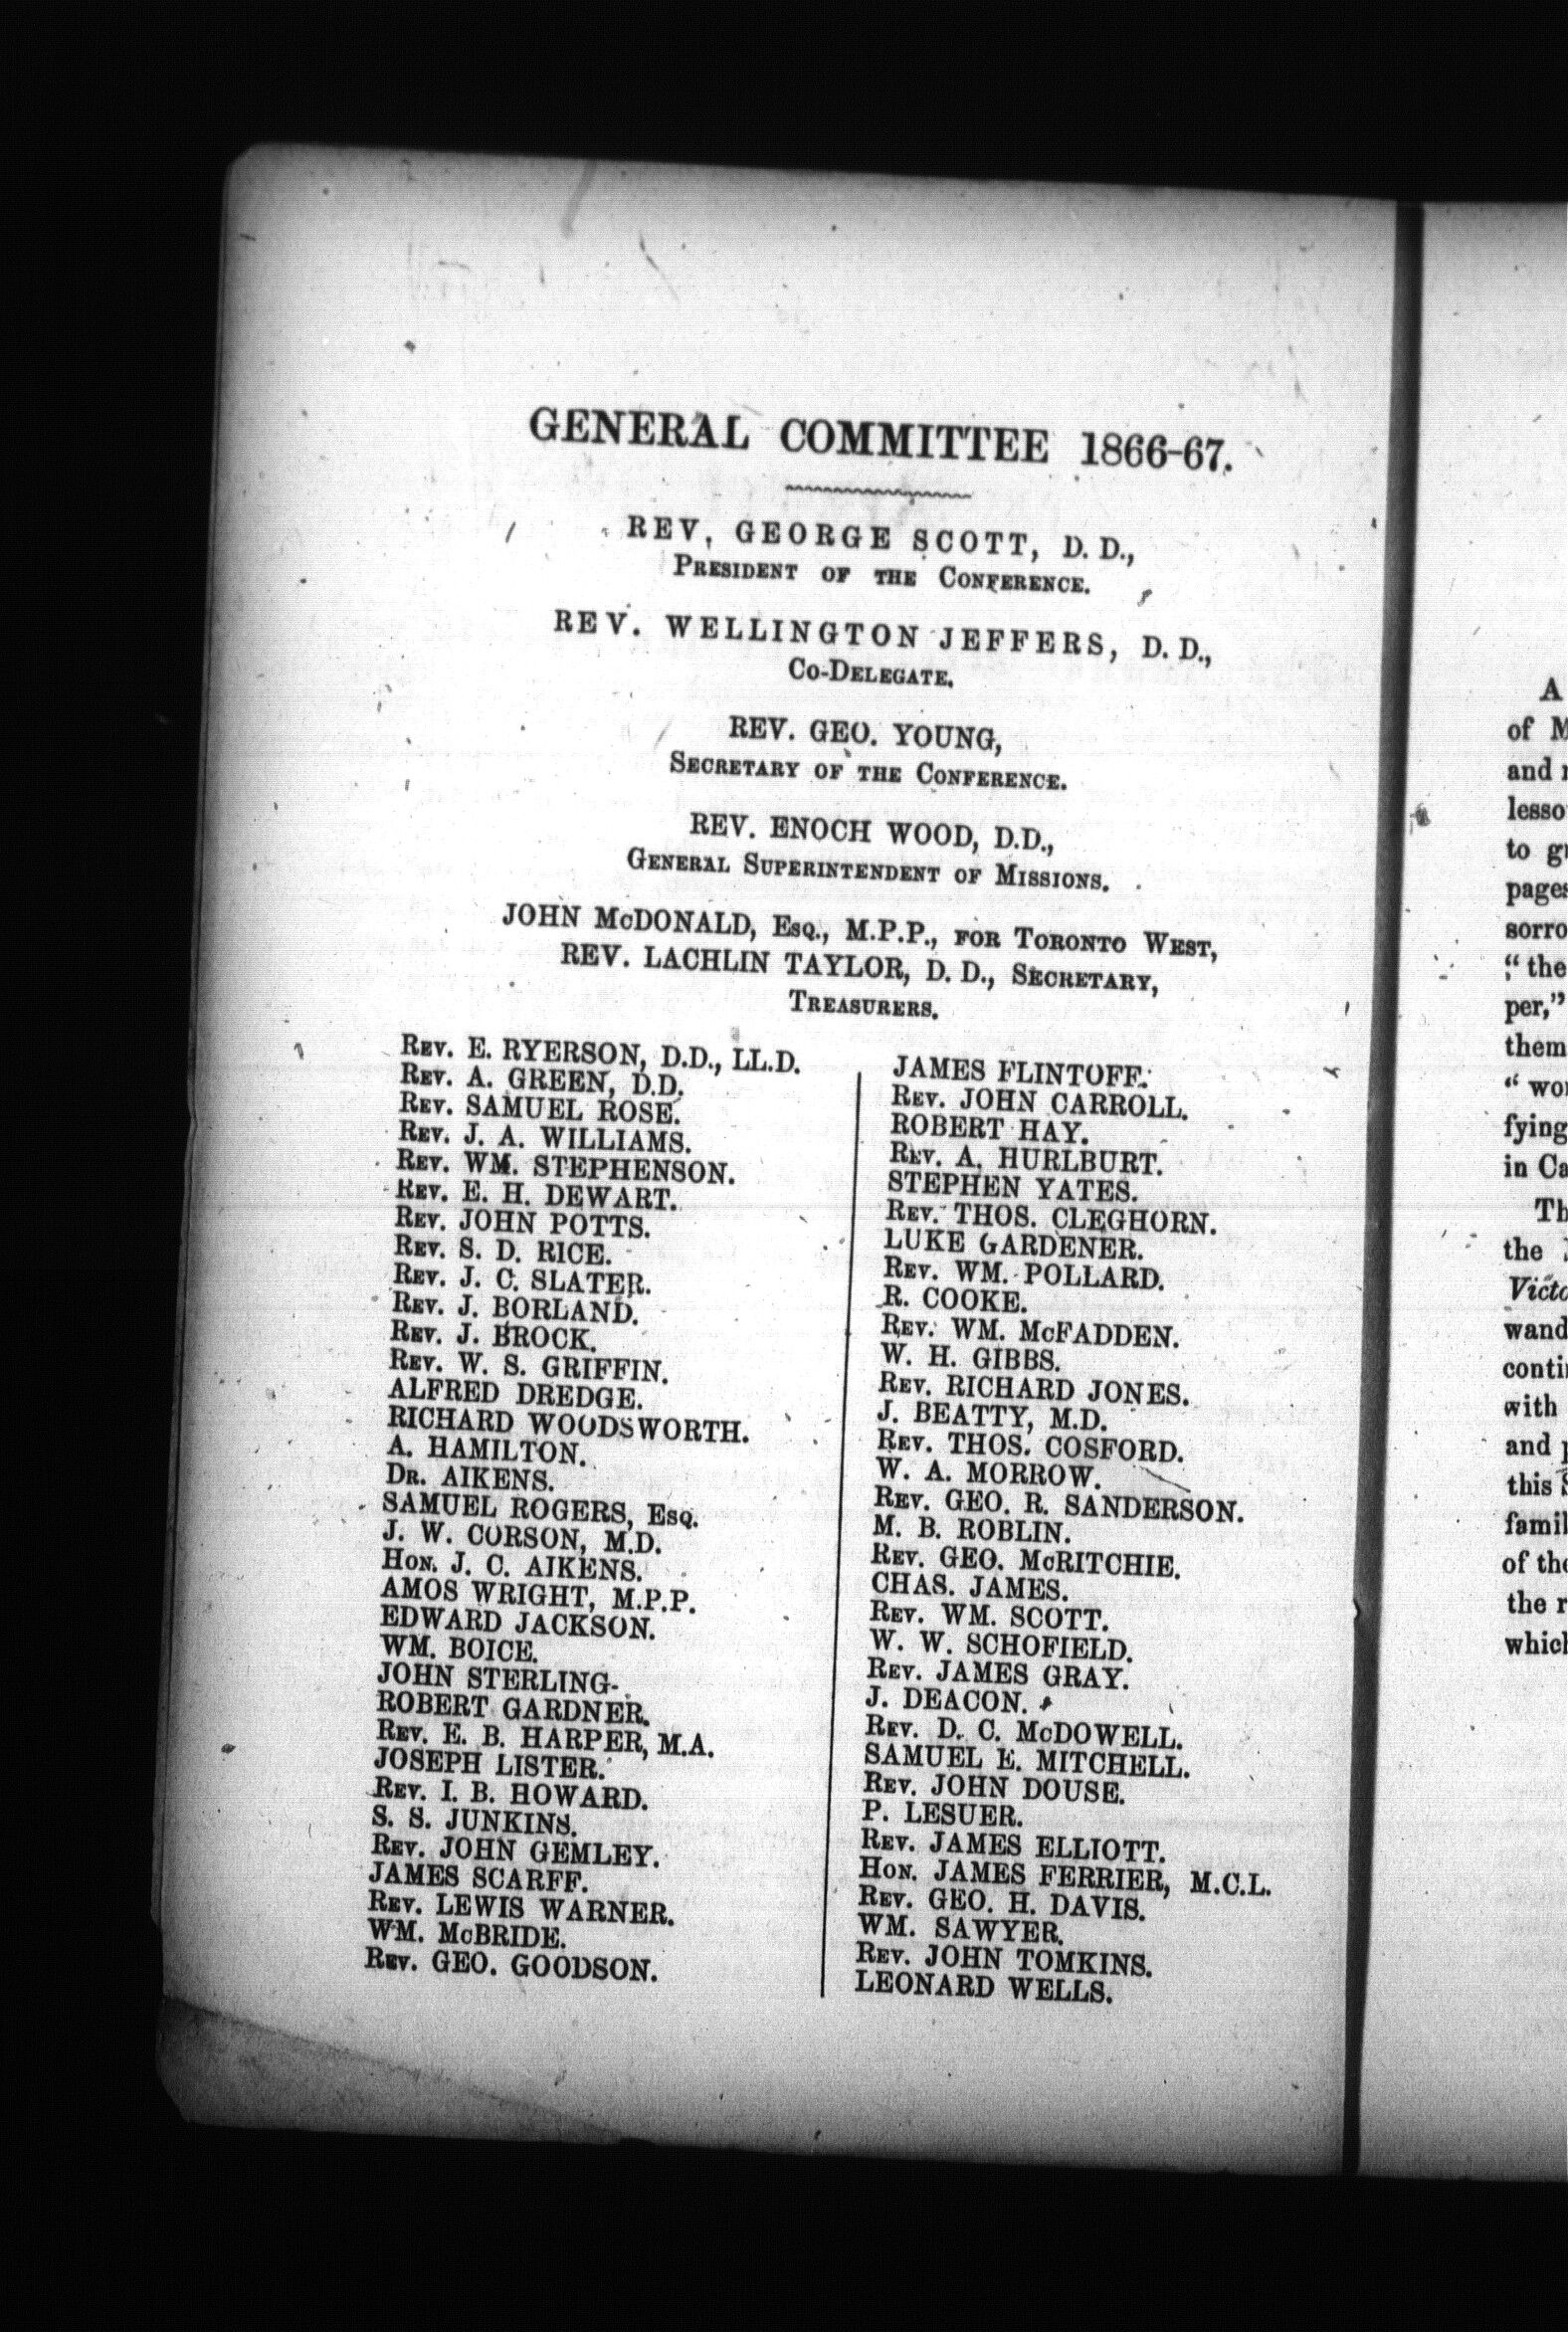 GENERAL COMMITTEE 1866-67.
REV, GEORGE SCOTT, D. D.,
PRESIDENT OF THE CONFERENCE.
REV. WELLINGTON JEFFERS, D. D.,
CO-DELEGATE.
REV. GEO. YOUNG,
SECRETARY OF THE CONFERENCE.
REV. ENOCH WOOD, D.D.,
GENERAL SUPERINTENDENT OF MISSIONS.
JOHN McDONALD, ESQ., M.P.P., FOR TORONTO WEST,
REV. LACHLIN TAYLOR, D. D., SECRETARY,
TREASURERS.
REV. E. RYERSON, D.D., LL.D.
REV. A. GREEN, D.D.
REV. SAMUEL ROSE.
REV. J. A. WILLIAMS.
REV. WM. STEPHENSON.
REV. E. H. DEWART.
REV. JOHN POTTS.
REV. S. D. RICE.
REV. J. C. SLATER.
REV. J. BORLAND.
REV. J. BROCK.
REV. W. S. GRIFFIN.
ALFRED DREDGE.
RICHARD WOODSWORTH.
A. HAMILTON.
DR. AIKENS.
SAMUEL ROGERS, ESQ.
J. W. CORSON, M.D.
HON. J. C. AIKENS.
AMOS WRIGHT, M.P.P.
EDWARD JACKSON.
WM. BOICE.
JOHN STERLING.
ROBERT GARDNER.
REV. E. B. HARPER, M.A.
JOSEPH LISTER.
REV. I. B. HOWARD.
S. S. JUNKINS.
REV. JOHN GEMLEY.
JAMES SCARFF.
REV. LEWIS WARNER.
WM. McBRIDE.
REV. GEO. GOODSON.
JAMES FLINTOFF.
REV. JOHN CARROLL.
ROBERT HAY.
REV. A. HURLBURT.
STEPHEN YATES.
REV. THOS. CLEGHORN.
LUKE GARDENER.
REV. WM. POLLARD.
R. COOKE.
REV. WM. McFADDEN.
W. H. GIBBS.
REV. RICHARD JONES.
J. BEATTY, M.D.
REV. THOS. COSFORD.
W. A. MORROW.
REV. GEO. R. SANDERSON.
M. B. ROBLIN.
REV. GEO. McRITCHIE.
CHAS. JAMES.
REV. WM. SCOTT.
W. W. SCHOFIELD.
REV. JAMES GRAY.
J. DEACON.
REV. D. C. McDOWELL.
SAMUEL E. MITCHELL.
REV. JOHN DOUSE.
P. LESUER.
REV. JAMES ELLIOTT.
HON. JAMES FERRIER, M.C.L.
REV. GEO. H. DAVIS.
WM. SAWYER.
REV. JOHN TOMKINS.
LEONARD WELLS.
A
of
and
lesso
to
pages
sorro
" the
per,"
them
" wo
fying
in Ca
Th
the
Victo
wand
conti
with
and
this
famil
of the
the
which